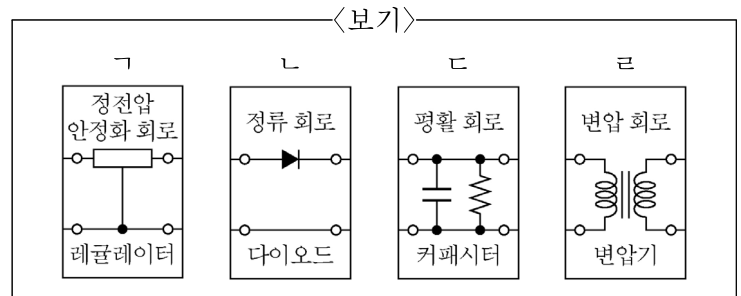 〈보기〉
ㄱ ㄴ ㄷ ㄹ
정전압
안정화 회로
레귤레이터
정류 회로
다이오드
평활 회로
커패시터
변압 회로
변압기